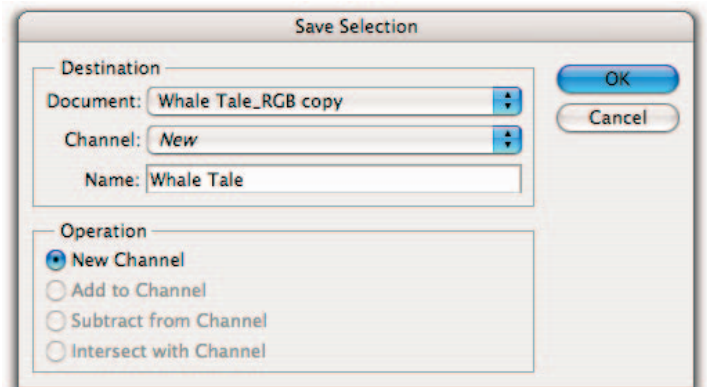 Save Selection
Destination
Document: Whale Tale_RGB copy
Channel: New
Name: Whale Tale
OK
Cancel
Operation
New Channel
Add to Channel
Subtract from Channel
Intersect with Channel